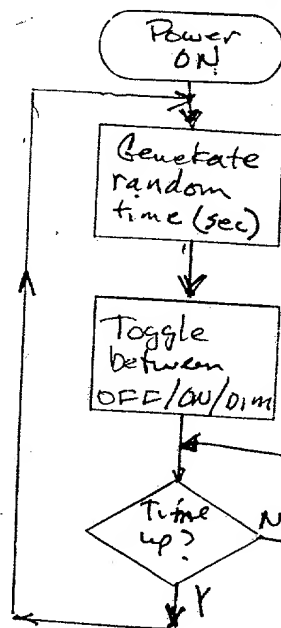 Power
ON
Generate
random
time (sec)
Toggle
between
OFF/ON/DIM
Time
up?
N
Y